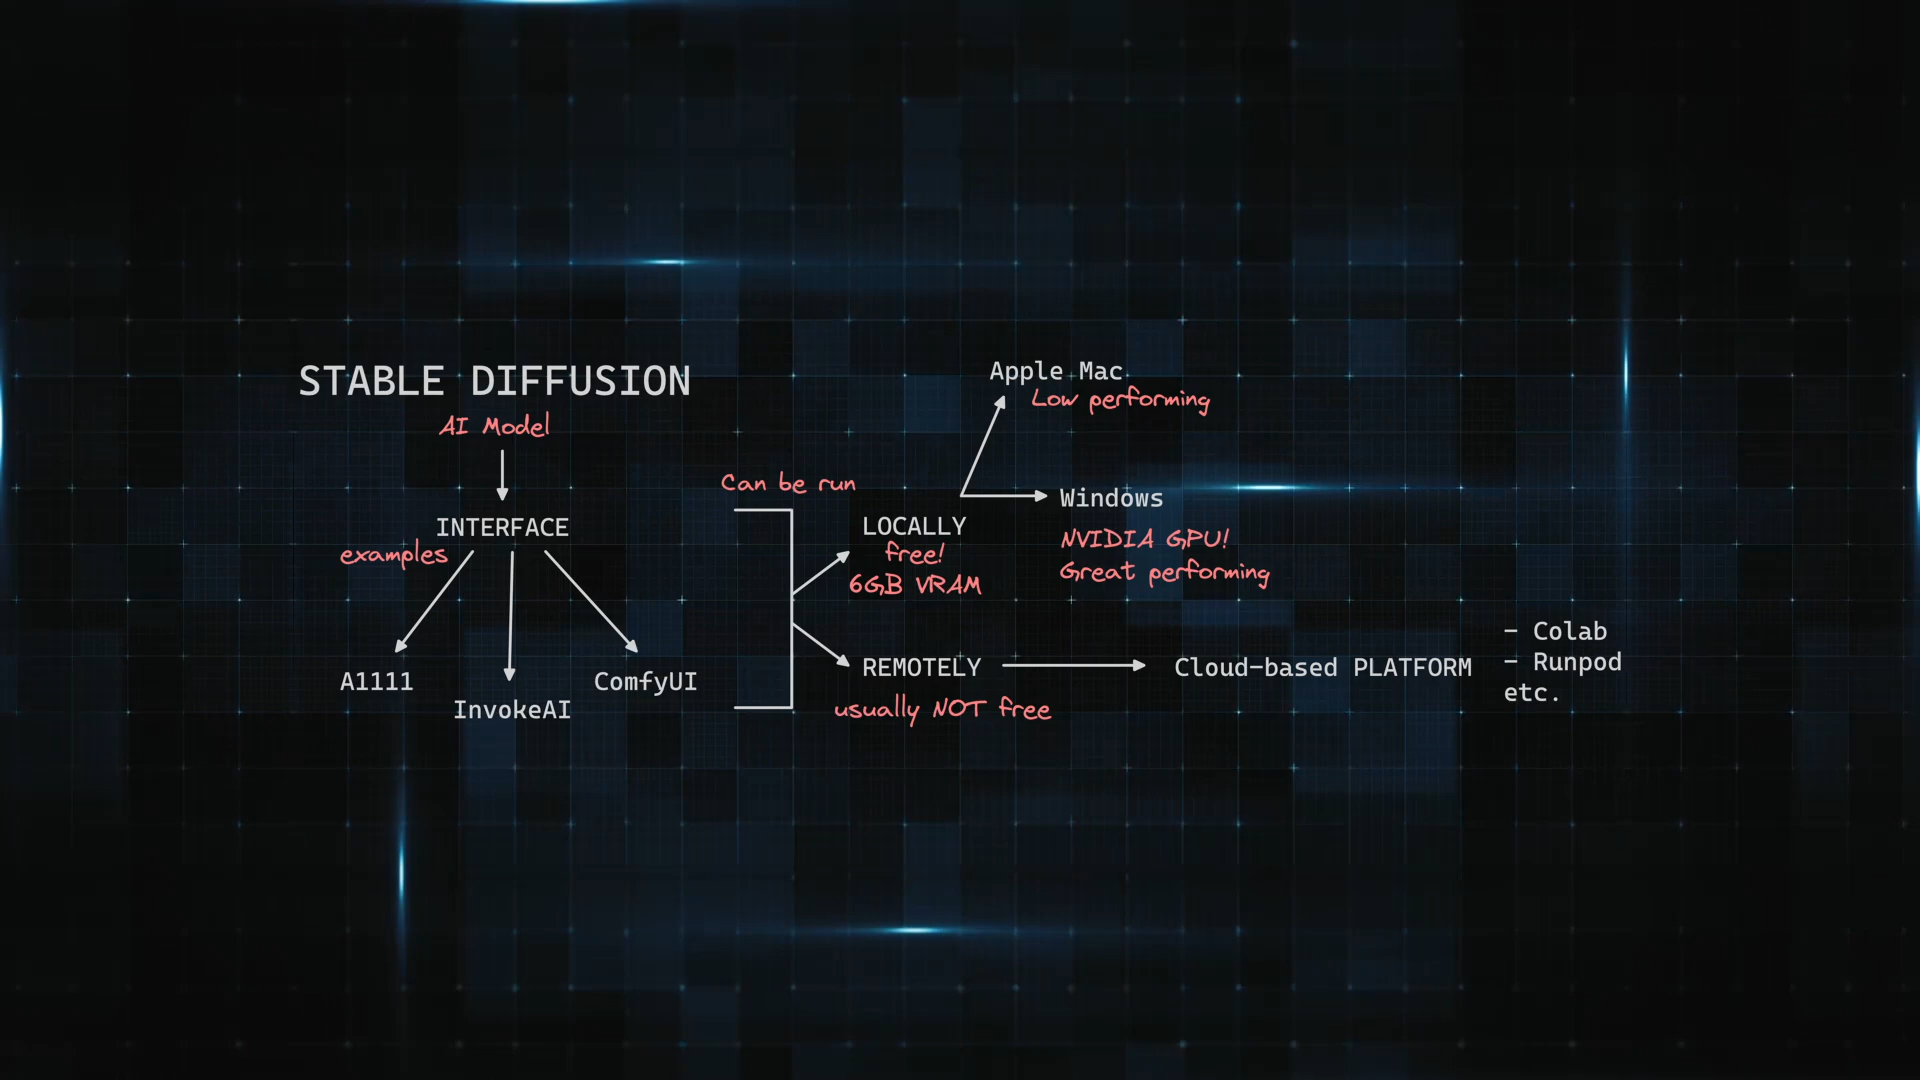 STABLE DIFFUSION
AI Model
INTERFACE
examples
A1111
InvokeAI
ComfyUI
Can be run
LOCALLY
free!
6GB VRAM
Apple Mac
Low performing
Windows
NVIDIA GPU!
Great performing
REMOTELY
usually NOT free
Cloud-based PLATFORM
- Colab
- Runpod
etc.